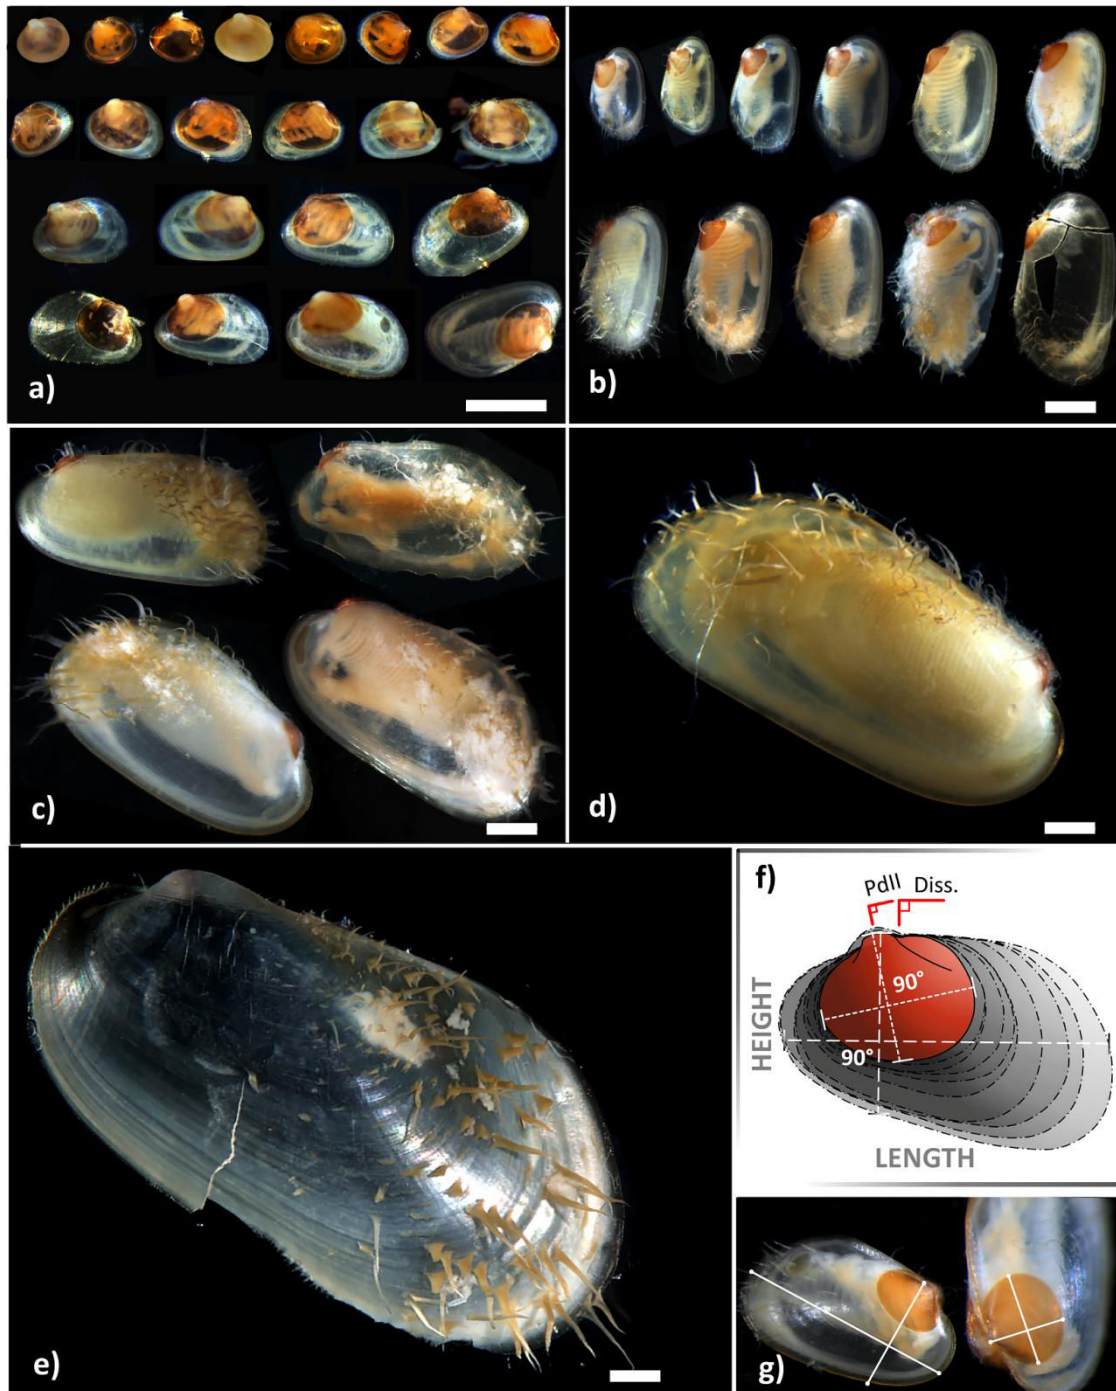 a)
b)
c)
d)
e)
f)
PdII Diss.
90°
HEIGHT
90°
LENGTH
g)